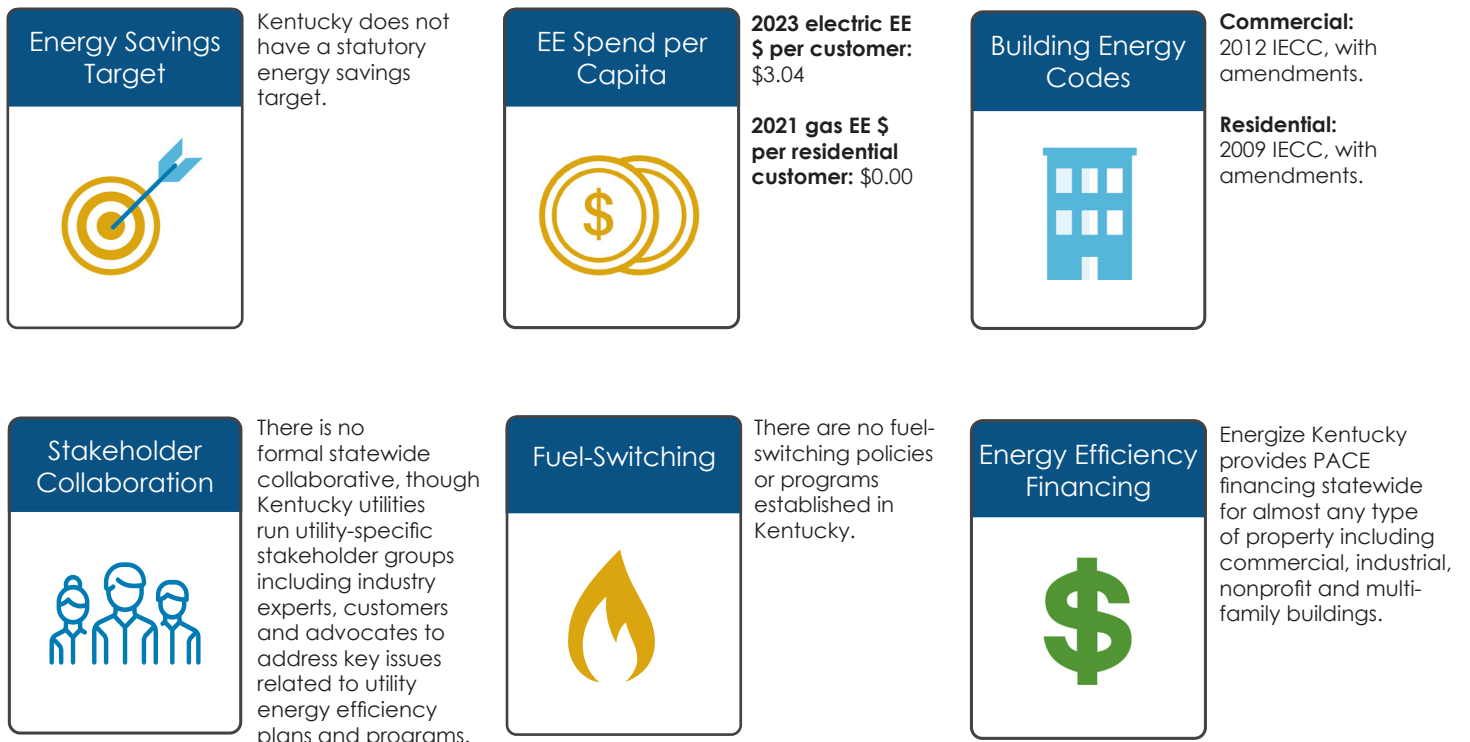 Energy Savings
Target
Kentucky does not
have a statutory
energy savings
target.
EE Spend per
Capita
2023 electric EE
$ per customer:
$3.04
2021 gas EE $
per residential
customer: $0.00
$
Building Energy
Codes
Commercial:
2012 IECC, with
amendments.
Residential:
2009 IECC, with
amendments.
Stakeholder
Collaboration
There is no
formal statewide
collaborative, though
Kentucky utilities
run utility-specific
stakeholder groups
including industry
experts, customers
and advocates to
address key issues
related to utility
energy efficiency
plans and programs.
Fuel-Switching
There are no fuel-
switching policies
or programs
established in
Kentucky.
Energy Efficiency
Financing
$
Energize Kentucky
provides PACE
financing statewide
for almost any type
of property including
commercial, industrial,
nonprofit and multi-
family buildings.